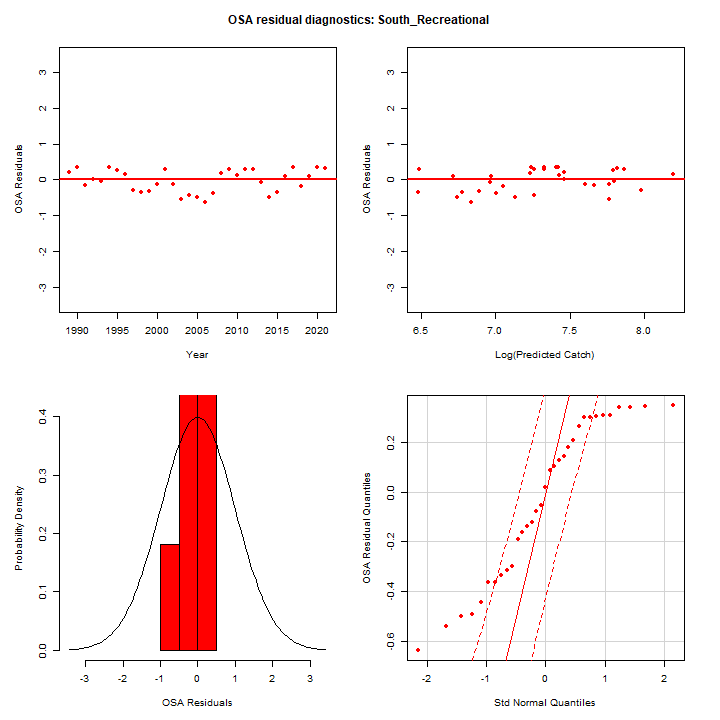 OSA residual diagnostics: South_Recreational
OSA Residuals
3
2
1
0
-1
-2
-3
1990 1995 2000 2005 2010 2015 2020
Year
OSA Residuals
3
2
1
0
-1
-2
-3
6.5 7.0 7.5 8.0
Log(Predicted Catch)
Probability Density
0.4
0.3
0.2
0.1
0.0
-3 -2 -1 0 1 2 3
OSA Residuals
OSA Residual Quantiles
0.2
0.0
-0.2
-0.4
-0.6
-2 -1 0 1 2
Std Normal Quantiles